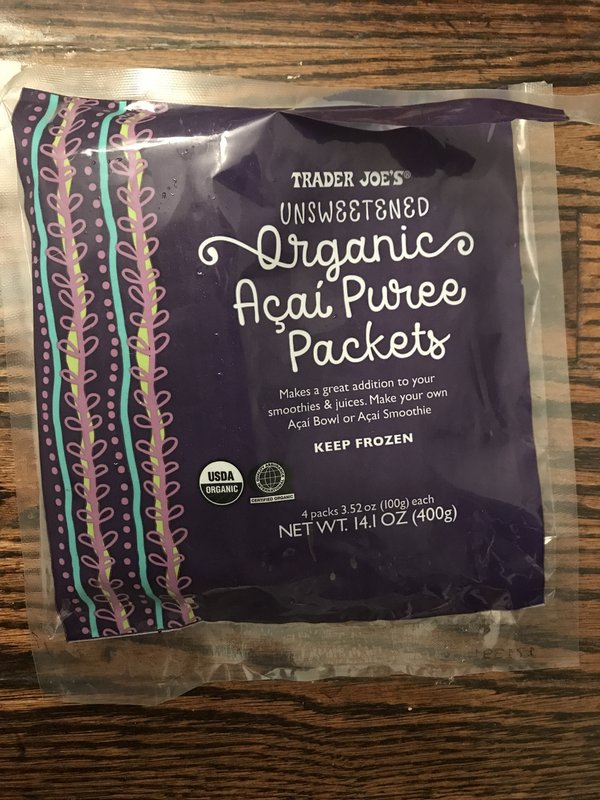 TRADER JOE'S®
UNSWEETENED
Organic
Açaí Puree
Packets
Makes a great addition to your
smoothies & juices. Make your own
Açaí Bowl or Açaí Smoothie
KEEP FROZEN
USDA
ORGANIC
CERTIFIED ORGANIC
4 packs 3.52 oz (100g) each
NET WT. 14.1 OZ (400g)